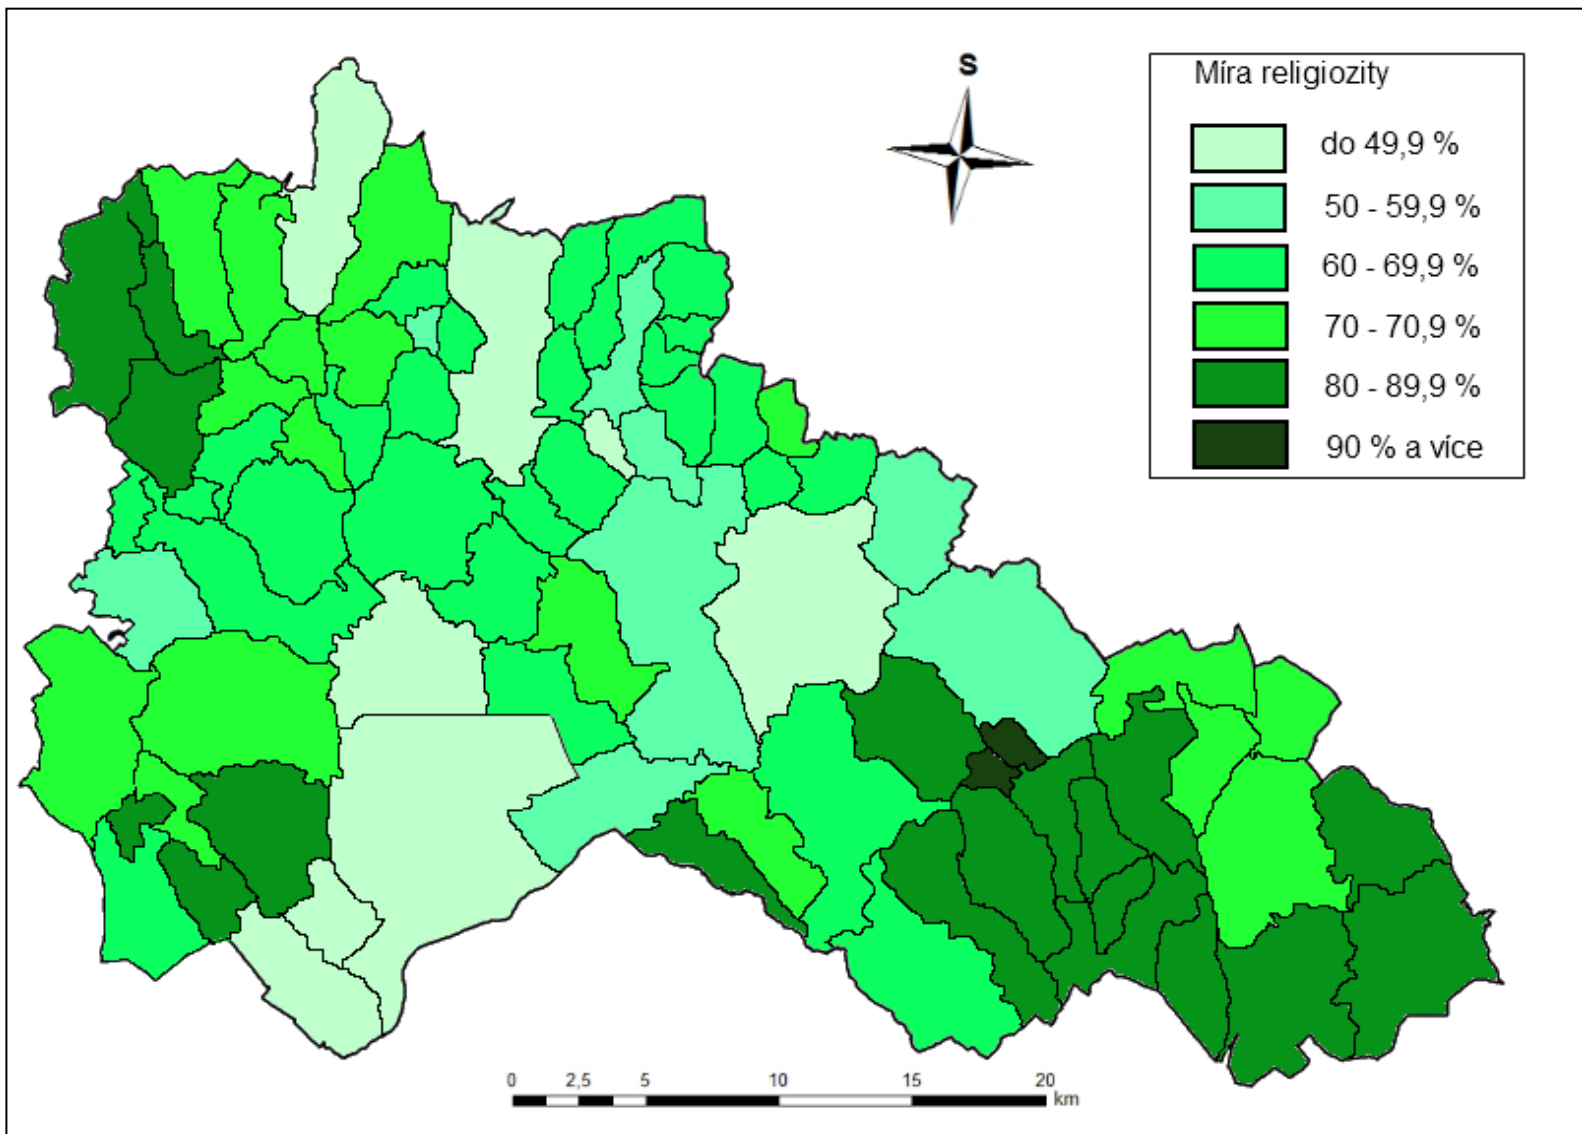 S
Míra religiozity
do 49,9 %
50 - 59,9 %
60 - 69,9 %
70 - 70,9 %
80 - 89,9 %
90 % a více
0 2,5 5 10 15 20
km